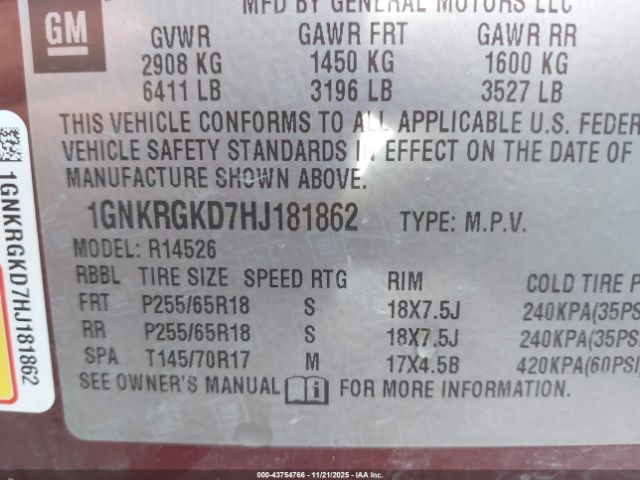 MFD BY GENERAL MOTORS LLC
GM
GVWR GAWR FRT GAWR RR
2908 KG 1450 KG 1600 KG
6411 LB 3196 LB 3527 LB
THIS VEHICLE CONFORMS TO ALL APPLICABLE U.S. FEDER
VEHICLE SAFETY STANDARDS IN EFFECT ON THE DATE OF
MANUFACTURE SHOWN ABOVE.
1GNKRGKD7HJ181862 TYPE: M.P.V.
MODEL: R14526
RBBL TIRE SIZE SPEED RTG RIM COLD TIRE P
FRT P255/65R18 S 18X7.5J 240KPA(35PS
RR P255/65R18 S 18X7.5J 240KPA(35PS
SPA T145/70R17 M 17X4.5B 420KPA(60PSI)
SEE OWNER'S MANUAL FOR MORE INFORMATION.
1GNKRGKD7HJ181862
© 000-43754766 - 11/21/2025 - IAAI.COM